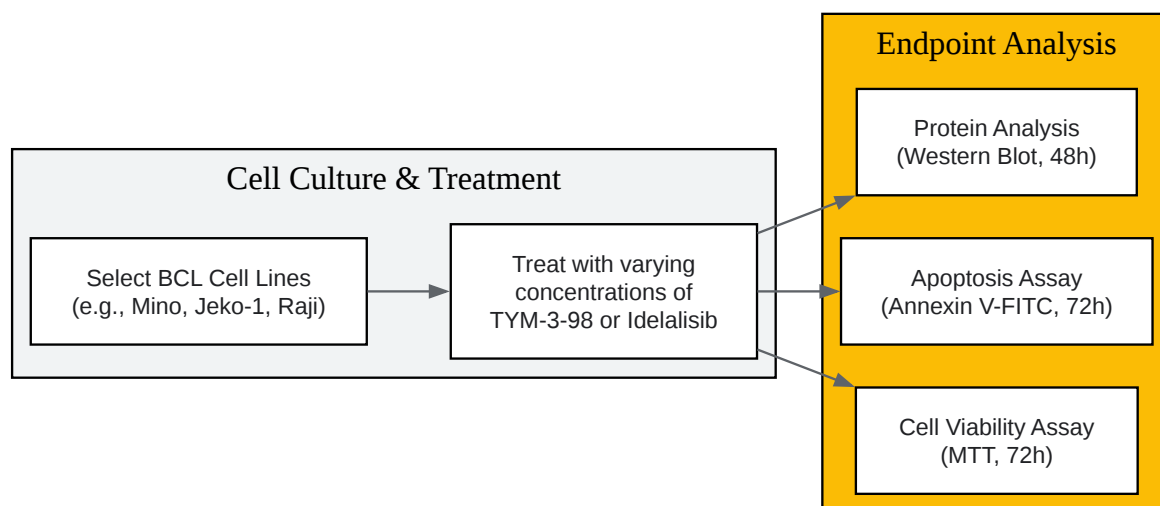 Cell Culture & Treatment
Select BCL Cell Lines
(e.g., Mino, Jeko-1, Raji)
Treat with varying
concentrations of
TYM-3-98 or Idelalisib
Endpoint Analysis
Protein Analysis
(Western Blot, 48h)
Apoptosis Assay
(Annexin V-FITC, 72h)
Cell Viability Assay
(MTT, 72h)